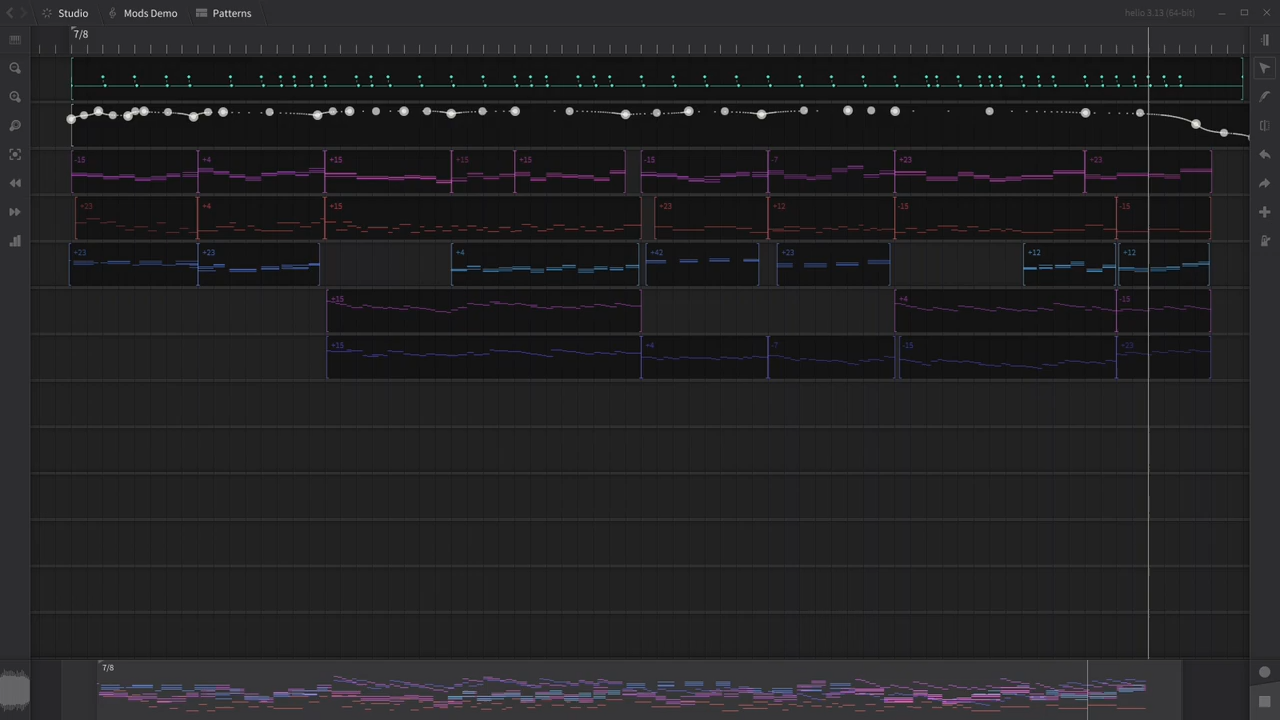 Studio Mods Demo Patterns helio 3.13 (64-bit)
7/8
-15 +4 +15 +15 +15 -15 -7 +23 +23
+23 +4 +15 +23 +12 -15 -15
+23 +23 +4 +42 +23 +12 +12
+15 +4 -15
+15 +4 -7 -15 +23
7/8